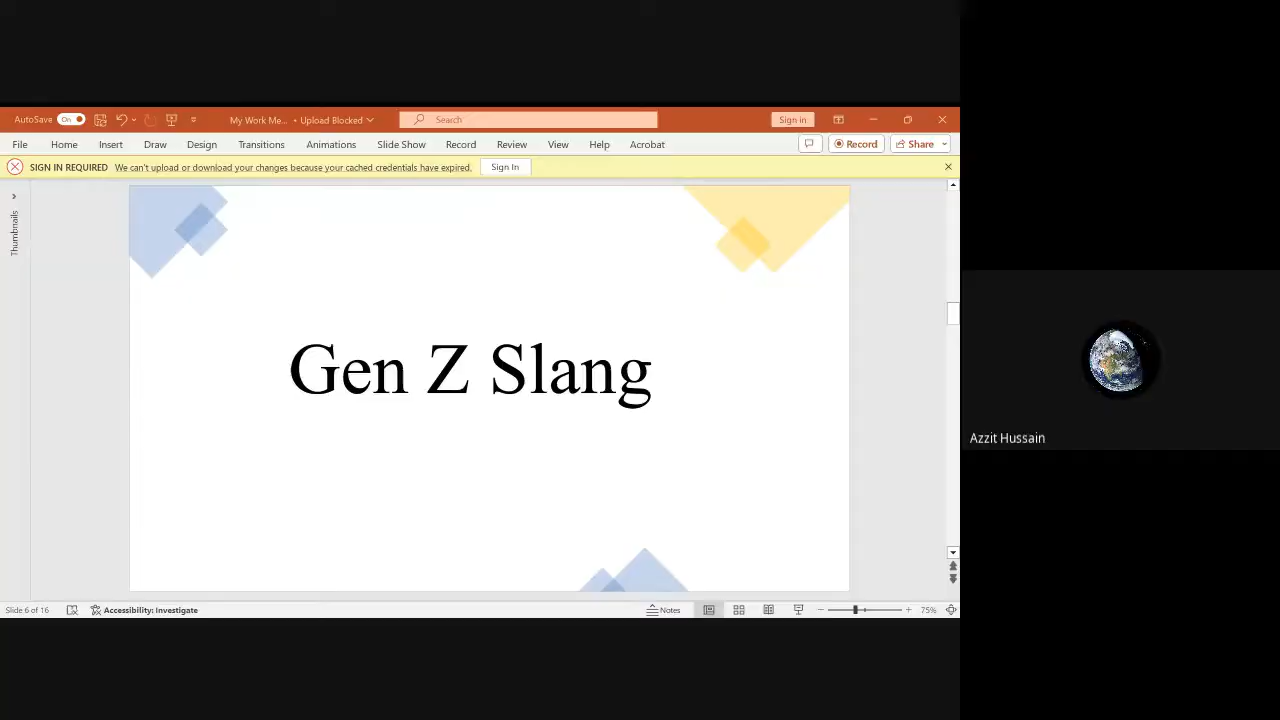 AutoSave On My Work Me... • Upload Blocked Search Sign in
File Home Insert Draw Design Transitions Animations Slide Show Record Review View Help Acrobat Record Share
SIGN IN REQUIRED We can't upload or download your changes because your cached credentials have expired. Sign In
Thumbnails
Gen Z Slang
Azzit Hussain
Slide 6 of 16 Accessibility: Investigate Notes 75%